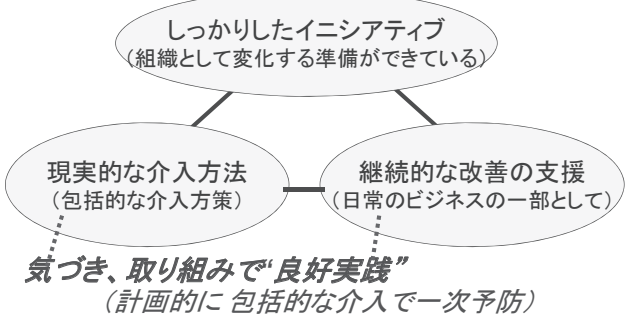 しっかりしたイニシアティブ
（組織として変化する準備ができている）
現実的な介入方法
（包括的な介入方策）
継続的な改善の支援
（日常のビジネスの一部として）
気づき、取り組みで“良好実践”
（計画的に 包括的な介入で一次予防）